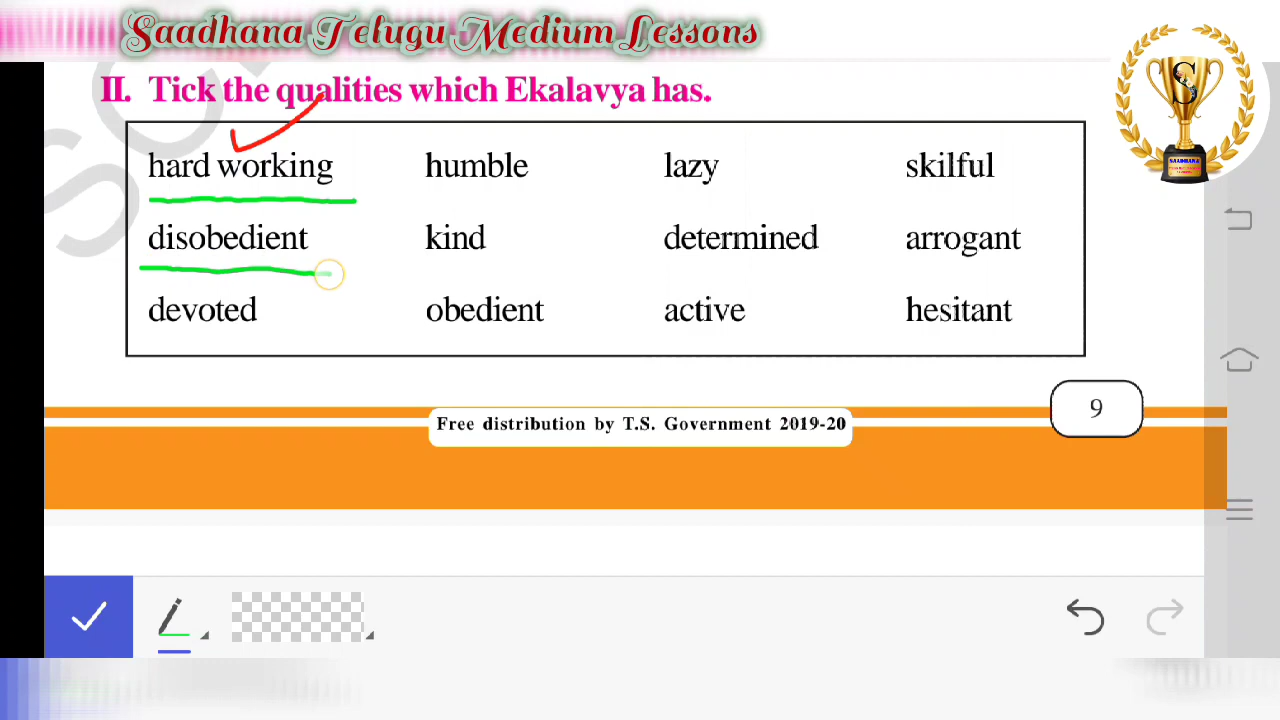 Saadhana Telugu Medium Lessons
II. Tick the qualities which Ekalavya has.
hard working humble lazy skilful
disobedient kind determined arrogant
devoted obedient active hesitant
9
Free distribution by T.S. Government 2019-20
S
SAADHANA